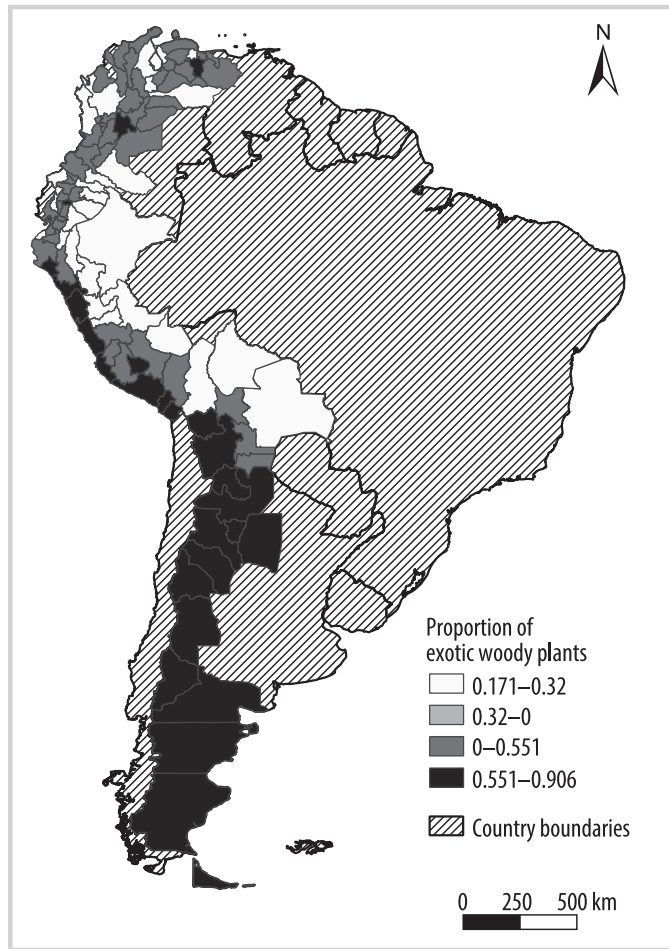 N
Proportion of
exotic woody plants
0.171–0.32
0.32–0
0–0.551
0.551–0.906
Country boundaries
0 250 500 km